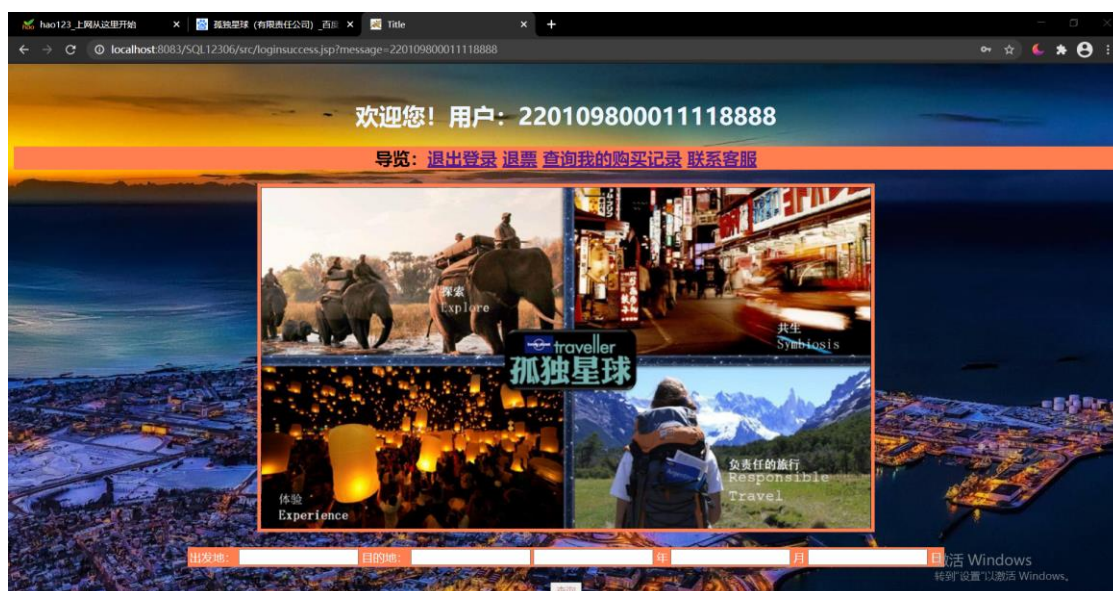 hao123_上网从这里开始
孤独星球（有限责任公司）_百
Title
localhost:8083/SQL12306/src/loginsuccess.jsp?message=220109800011118888
欢迎您！用户：220109800011118888
导览：退出登录 退票 查询我的购买记录 联系客服
探索
Explore
共生
Symbiosis
traveller
孤独星球
体验
Experience
负责任的旅行
Responsible
Travel
出发地： 目的地： 年 月 日
激活 Windows
转到"设置"以激活 Windows。